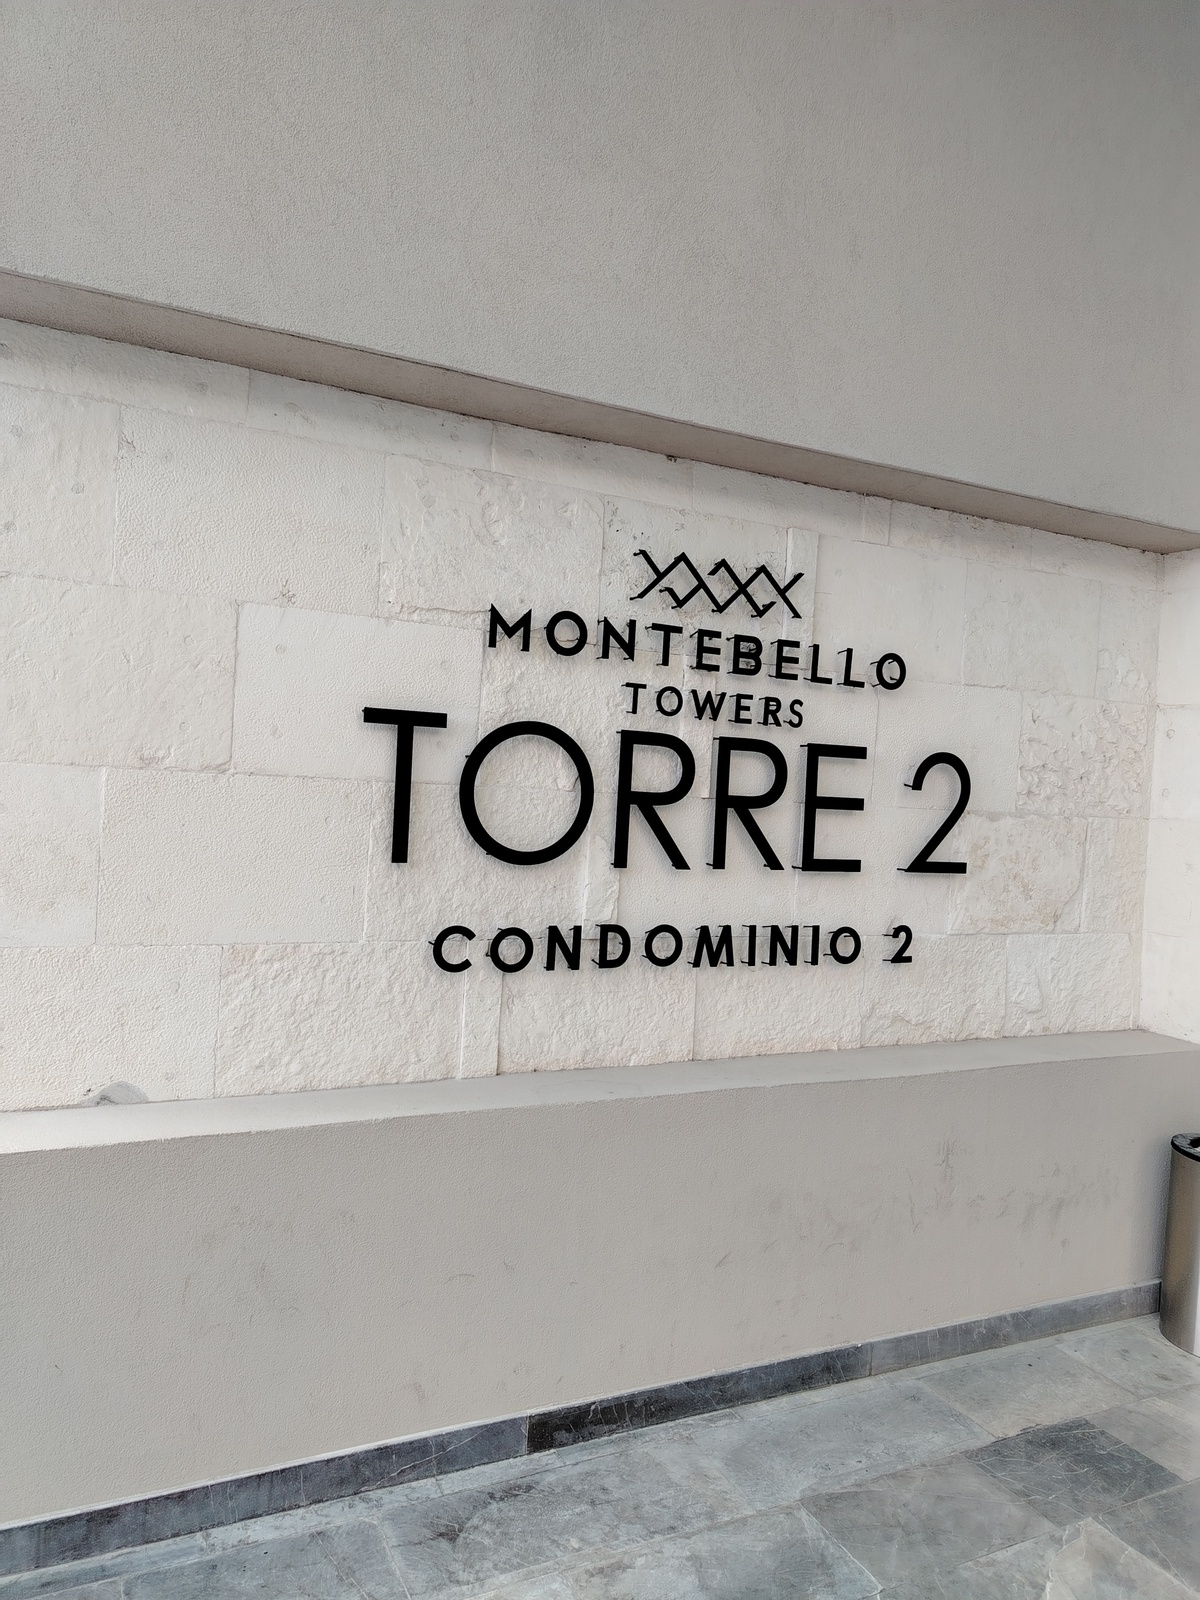 MONTEBELLO
TOWERS
TORRE 2
CONDOMINIO 2